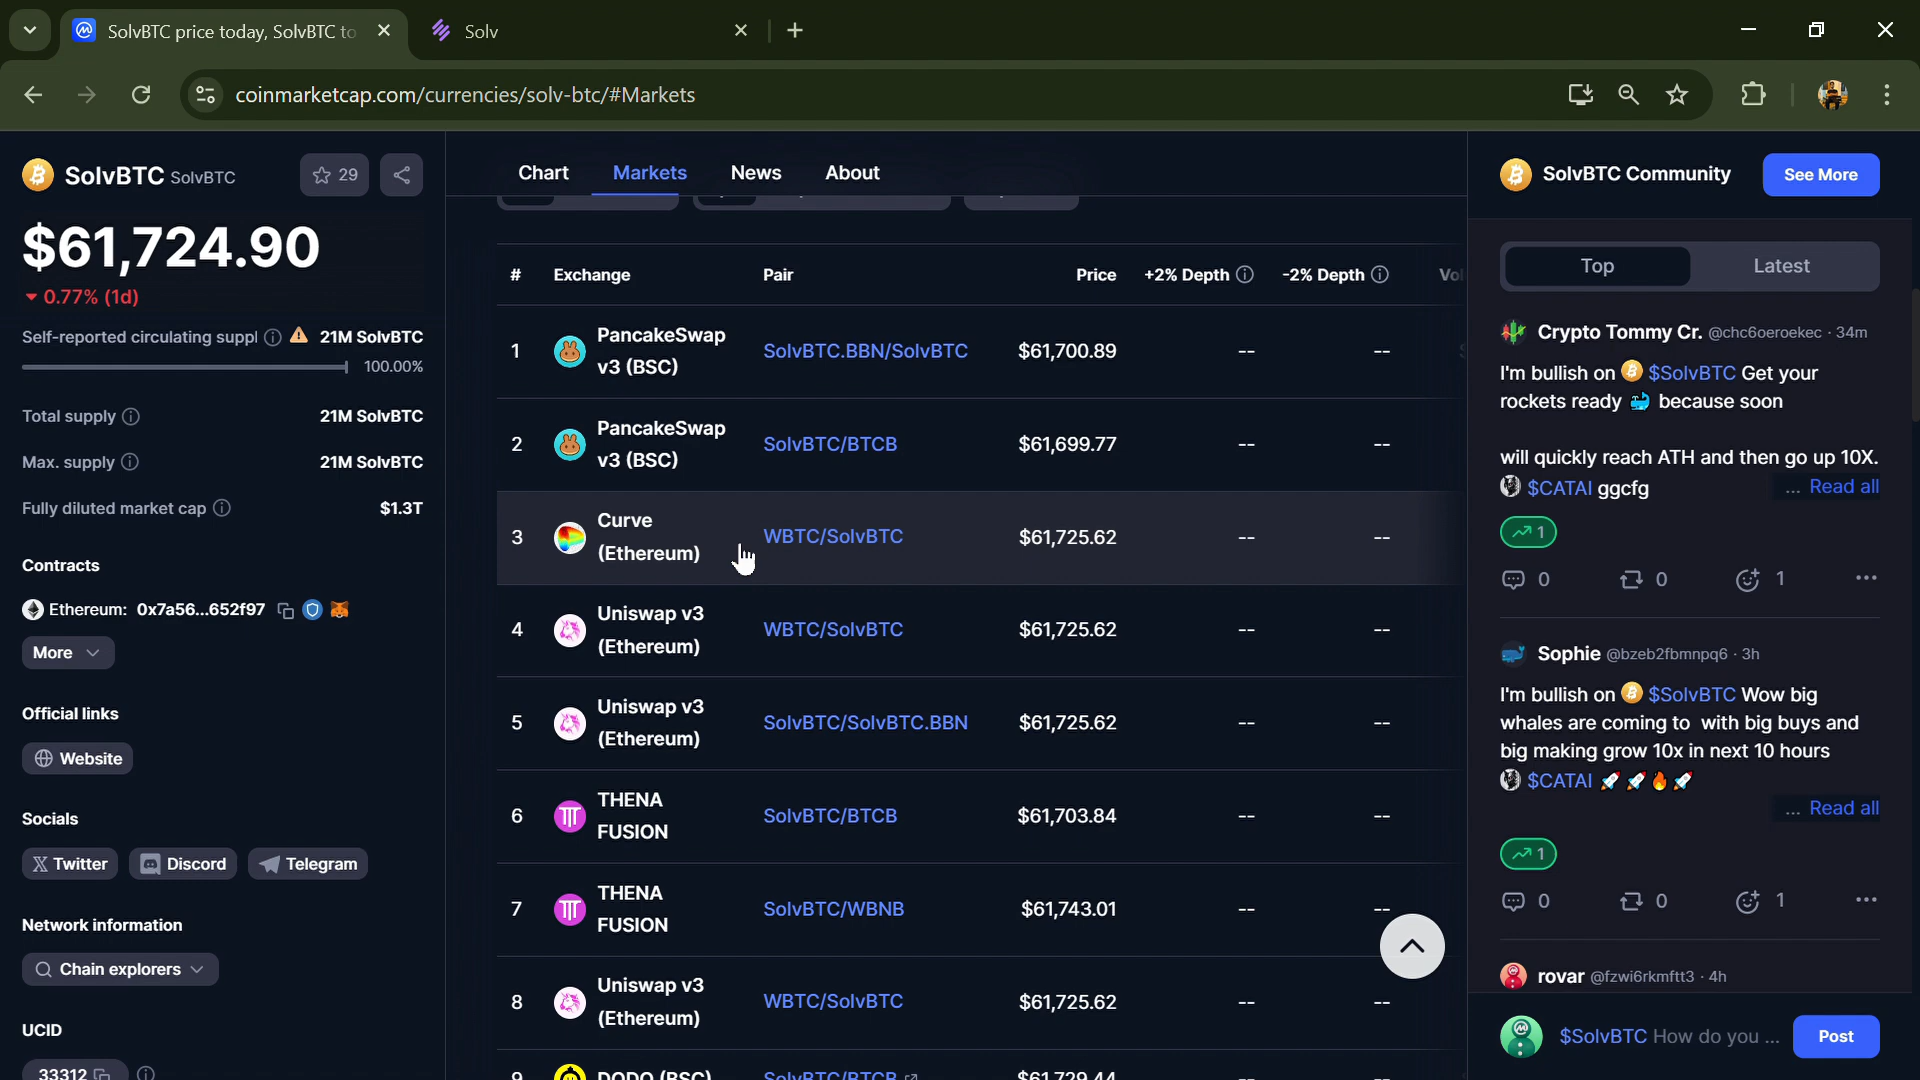 SolvBTC price today, SolvBTC to
Solv
coinmarketcap.com/currencies/solv-btc/#Markets
SolvBTC SolvBTC
29
$61,724.90
0.77% (1d)
Self-reported circulating suppl
21M SolvBTC
100.00%
Total supply
21M SolvBTC
Max. supply
21M SolvBTC
Fully diluted market cap
$1.3T
Contracts
Ethereum: 0x7a56...652f97
More
Official links
Website
Socials
Twitter
Discord
Telegram
Network information
Chain explorers
UCID
33312
Chart
Markets
News
About
# Exchange Pair Price +2% Depth -2% Depth
1 PancakeSwap v3 (BSC) SolvBTC.BBN/SolvBTC $61,700.89 -- --
2 PancakeSwap v3 (BSC) SolvBTC/BTCB $61,699.77 -- --
3 Curve (Ethereum) WBTC/SolvBTC $61,725.62 -- --
4 Uniswap v3 (Ethereum) WBTC/SolvBTC $61,725.62 -- --
5 Uniswap v3 (Ethereum) SolvBTC/SolvBTC.BBN $61,725.62 -- --
6 THENA FUSION SolvBTC/BTCB $61,703.84 -- --
7 THENA FUSION SolvBTC/WBNB $61,743.01 -- --
8 Uniswap v3 (Ethereum) WBTC/SolvBTC $61,725.62 -- --
9 DODO (BSC) SolvBTC/BTCB $61,729.44 -- --
SolvBTC Community
See More
Top
Latest
Crypto Tommy Cr. @chc6oeroekec · 34m
I'm bullish on $SolvBTC Get your
rockets ready because soon
will quickly reach ATH and then go up 10X.
$CATAI ggcfg ... Read all
1
0 0 1
Sophie @bzeb2fbmnpq6 · 3h
I'm bullish on $SolvBTC Wow big
whales are coming to with big buys and
big making grow 10x in next 10 hours
$CATAI
... Read all
1
0 0 1
rovar @fzwi6rkmftt3 · 4h
$SolvBTC How do you ...
Post